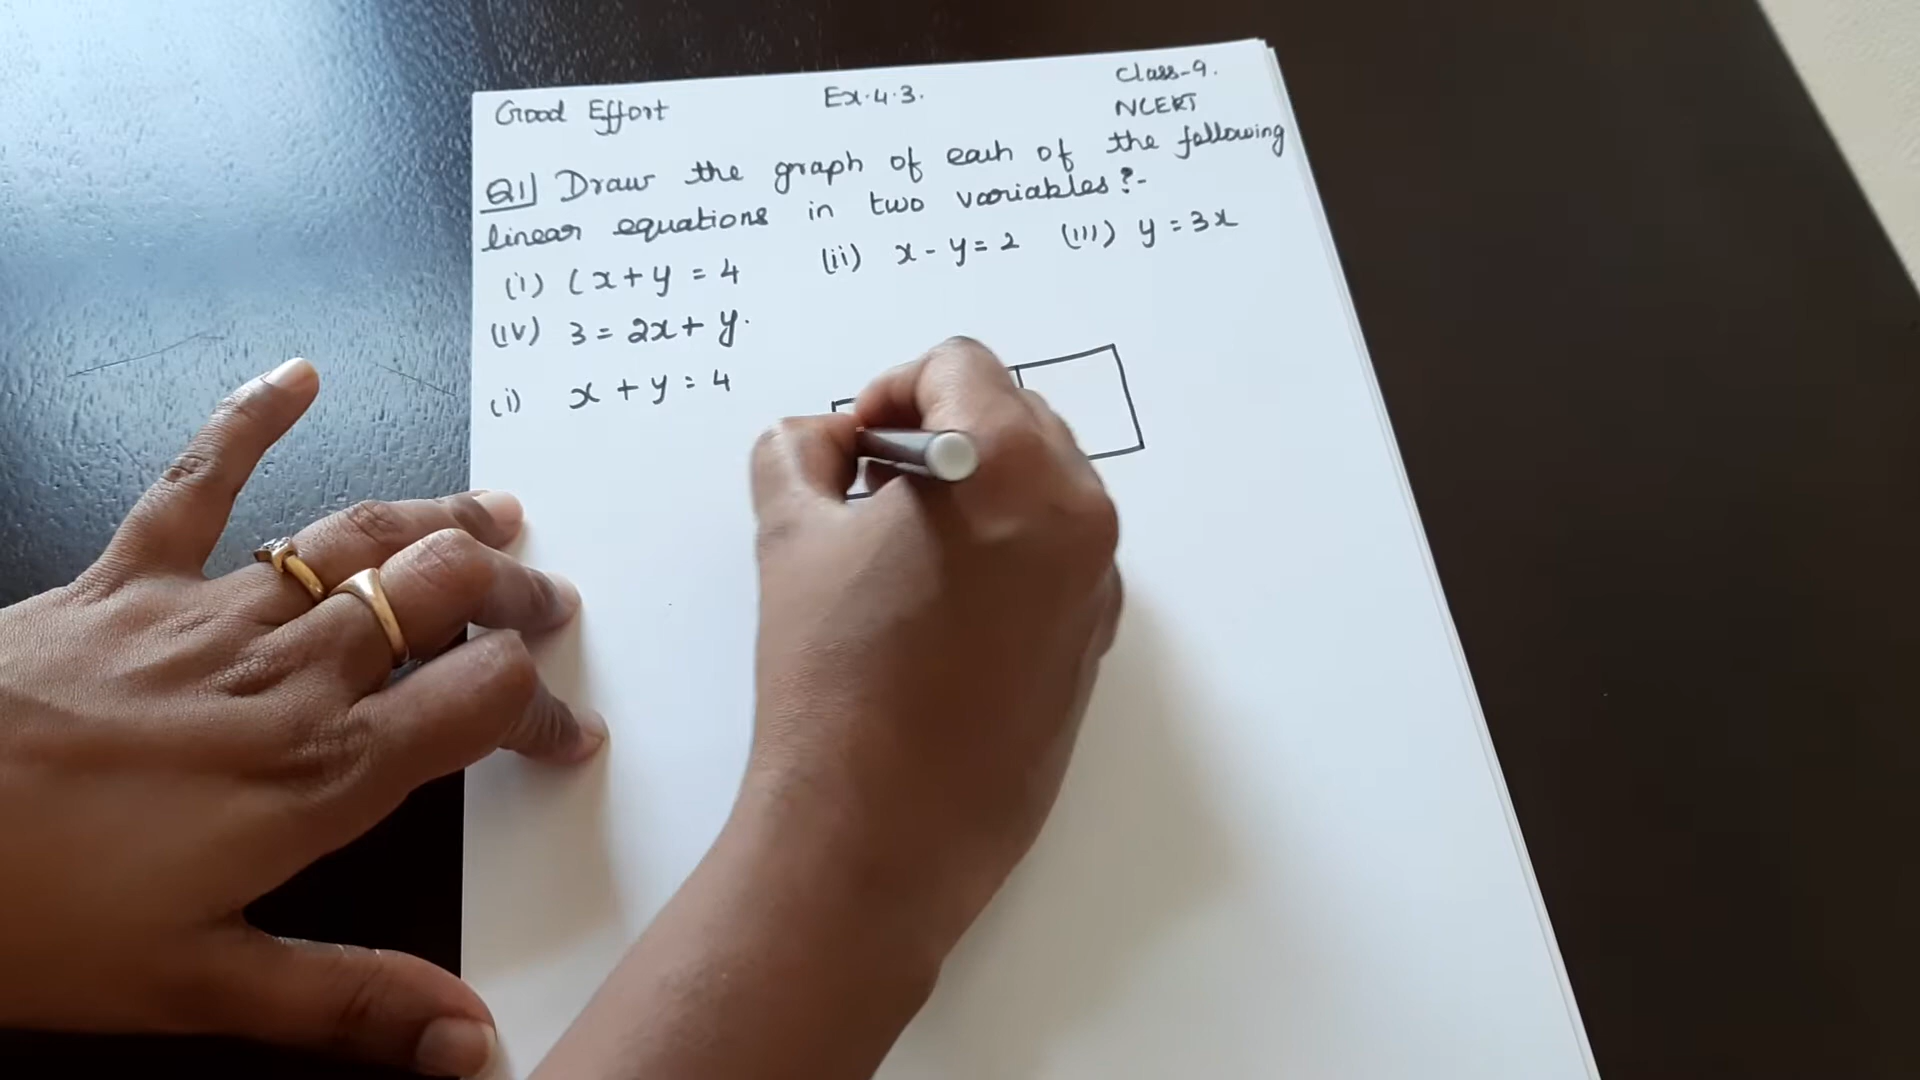 Good Effort Ex.4.3. Class-9.
NCERT
Q1] Draw the graph of each of the following
linear equations in two variables?-
(i) (x+y = 4 (ii) x-y=2 (iii) y=3x
(iv) 3 = 2x+y.
(i) x+y=4